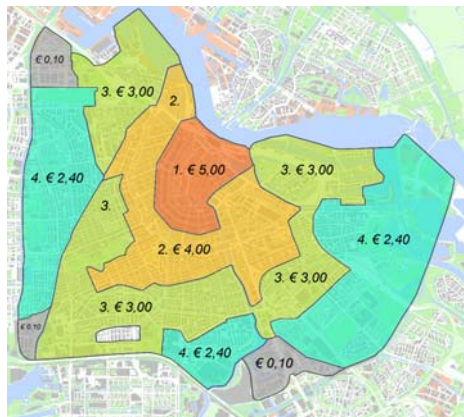 € 0,10
3. € 3,00
2.
1. € 5,00
3. € 3,00
4. € 2,40
3.
4. € 2,40
2. € 4,00
3. € 3,00
3. € 3,00
€ 0,10
4. € 2,40
€ 0,10